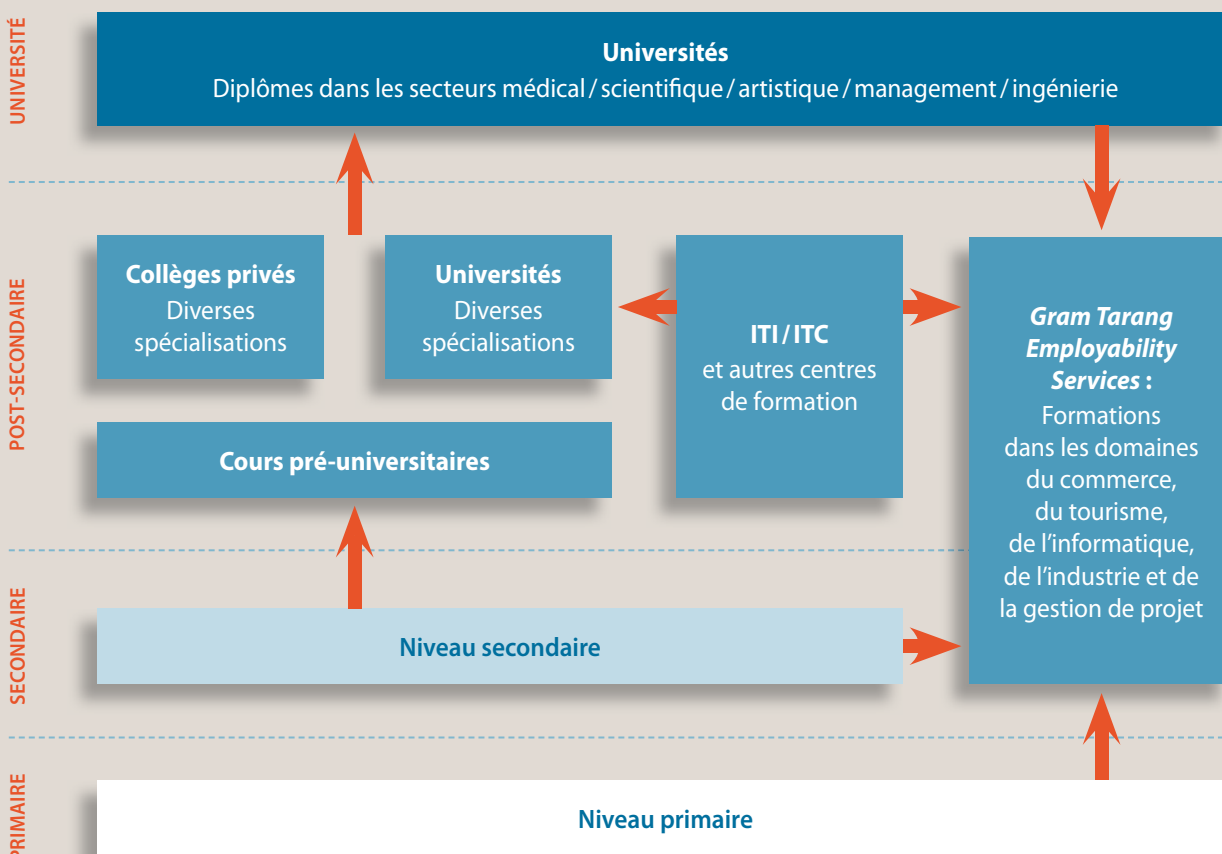 UNIVERSITÉ
Universités
Diplômes dans les secteurs médical / scientifique / artistique / management / ingénierie
POST-SECONDAIRE
Collèges privés
Diverses
spécialisations
Universités
Diverses
spécialisations
ITI / ITC
et autres centres
de formation
Gram Tarang
Employability
Services :
Formations
dans les domaines
du commerce,
du tourisme,
de l'informatique,
de l'industrie et de
la gestion de projet
Cours pré-universitaires
SECONDAIRE
Niveau secondaire
PRIMAIRE
Niveau primaire